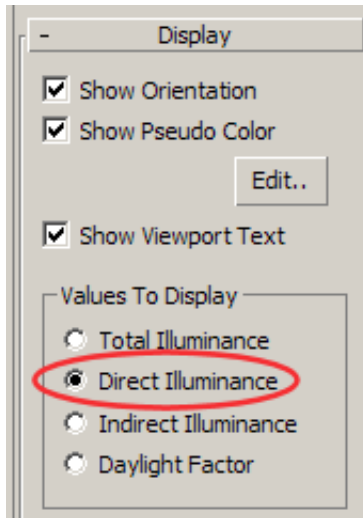 - Display
Show Orientation
Show Pseudo Color
Edit..
Show Viewport Text
Values To Display
Total Illuminance
Direct Illuminance
Indirect Illuminance
Daylight Factor